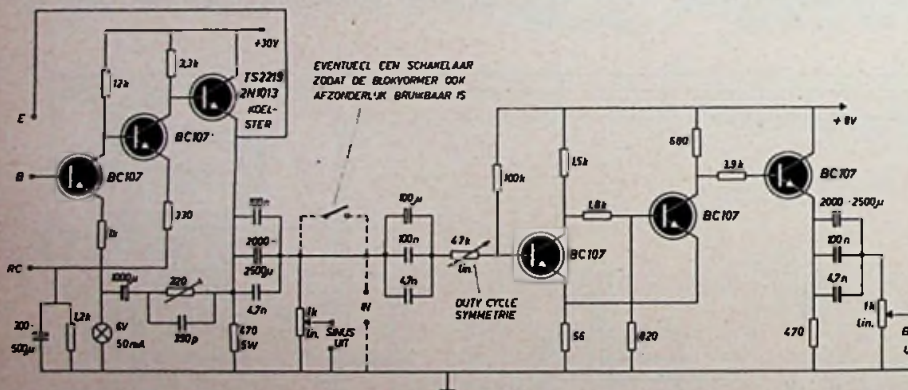 +30V
12k
3,3k
TS2219
2N1013
KOEL-
STER
E
BC107
B
BC107
1k
330
RC
1000µ
220
390p
6V
50mA
1,2k
500µ
100n
2000-
2500µ
4,7n
470
5W
EVENTUEEL EEN SCHAKELAAR
ZODAT DE BLOKVORMER OOK
AFZONDERLIJK BRUIKBAAR IS
1k
lin.
SINUS
UIT
IN
100µ
100n
4,7n
4.7k
lin.
DUTY CYCLE
SYMMETRIE
100k
1,5k
BC107
1,8k
56
820
680
BC107
3,9k
+8V
BC107
2000-2500µ
100n
4,7n
470
1k
lin.